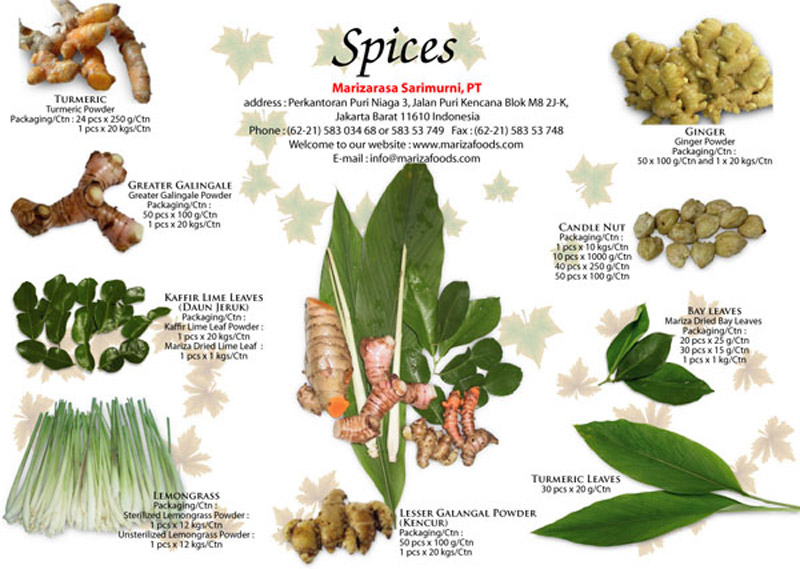 Spices
Marizarasa Sarimurni, PT
address : Perkantoran Puri Niaga 3, Jalan Puri Kencana Blok M8 2J-K,
Jakarta Barat 11610 Indonesia
Phone : (62-21) 583 034 68 or 583 53 749 Fax : (62-21) 583 53 748
Welcome to our website : www.marizafoods.com
E-mail : info@marizafoods.com
Turmeric
Turmeric Powder
Packaging/Ctn : 24 pcs x 250 g/Ctn
1 pcs x 20 kgs/Ctn
Greater Galingale
Greater Galingale Powder
Packaging/Ctn :
50 pcs x 100 g/Ctn
1 pcs x 20 kgs/Ctn
Kaffir Lime Leaves
(Daun Jeruk)
Packaging/Ctn :
Kaffir Lime Leaf Powder :
1 pcs x 20 kgs/Ctn
Mariza Dried Lime Leaf :
1 pcs x 1 kgs/Ctn
Lemongrass
Packaging/Ctn :
Sterilized Lemongrass Powder :
1 pcs x 12 kgs/Ctn
Unsterilized Lemongrass Powder :
1 pcs x 12 kgs/Ctn
Lesser Galangal Powder
(Kencur)
Packaging/Ctn :
50 pcs x 100 g/Ctn
1 pcs x 20 kgs/Ctn
Ginger
Ginger Powder
Packaging/Ctn :
50 x 100 g/Ctn and 1 x 20 kgs/Ctn
Candle Nut
Packaging/Ctn :
1 pcs x 10 kgs/Ctn
10 pcs x 1000 g/Ctn
40 pcs x 250 g/Ctn
50 pcs x 100 g/Ctn
Bay leaves
Mariza Dried Bay Leaves
Packaging/Ctn :
20 pcs x 25 g/Ctn
30 pcs x 15 g/Ctn
1 pcs x 1 kg/Ctn
Turmeric Leaves
30 pcs x 20 g/Ctn